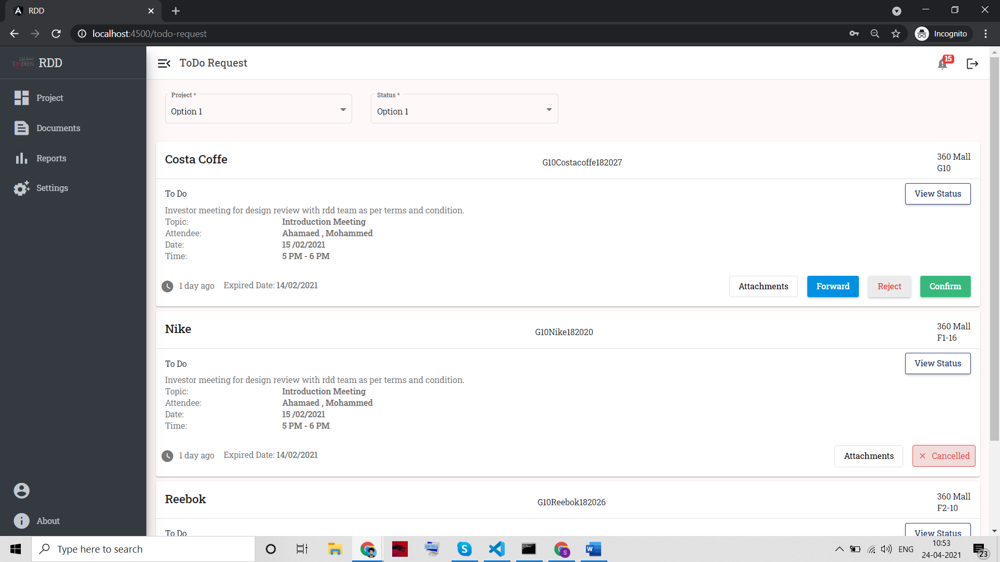 RDD
localhost:4500/todo-request
Incognito
تمدين
TAMDEEN
RDD
ToDo Request
15
Project
Documents
Reports
Settings
About
Project *
Option 1
Status *
Option 1
Costa Coffe
G10Costacoffe182027
360 Mall
G10
To Do
View Status
Investor meeting for design review with rdd team as per terms and condition.
Topic: Introduction Meeting
Attendee: Ahamaed , Mohammed
Date: 15 /02/2021
Time: 5 PM - 6 PM
1 day ago Expired Date: 14/02/2021
Attachments Forward Reject Confirm
Nike
G10Nike182020
360 Mall
F1-16
To Do
View Status
Investor meeting for design review with rdd team as per terms and condition.
Topic: Introduction Meeting
Attendee: Ahamaed , Mohammed
Date: 15 /02/2021
Time: 5 PM - 6 PM
1 day ago Expired Date: 14/02/2021
Attachments Cancelled
Reebok
G10Reebok182026
360 Mall
F2-10
To Do
View Status
Type here to search
ENG
10:53
24-04-2021
23